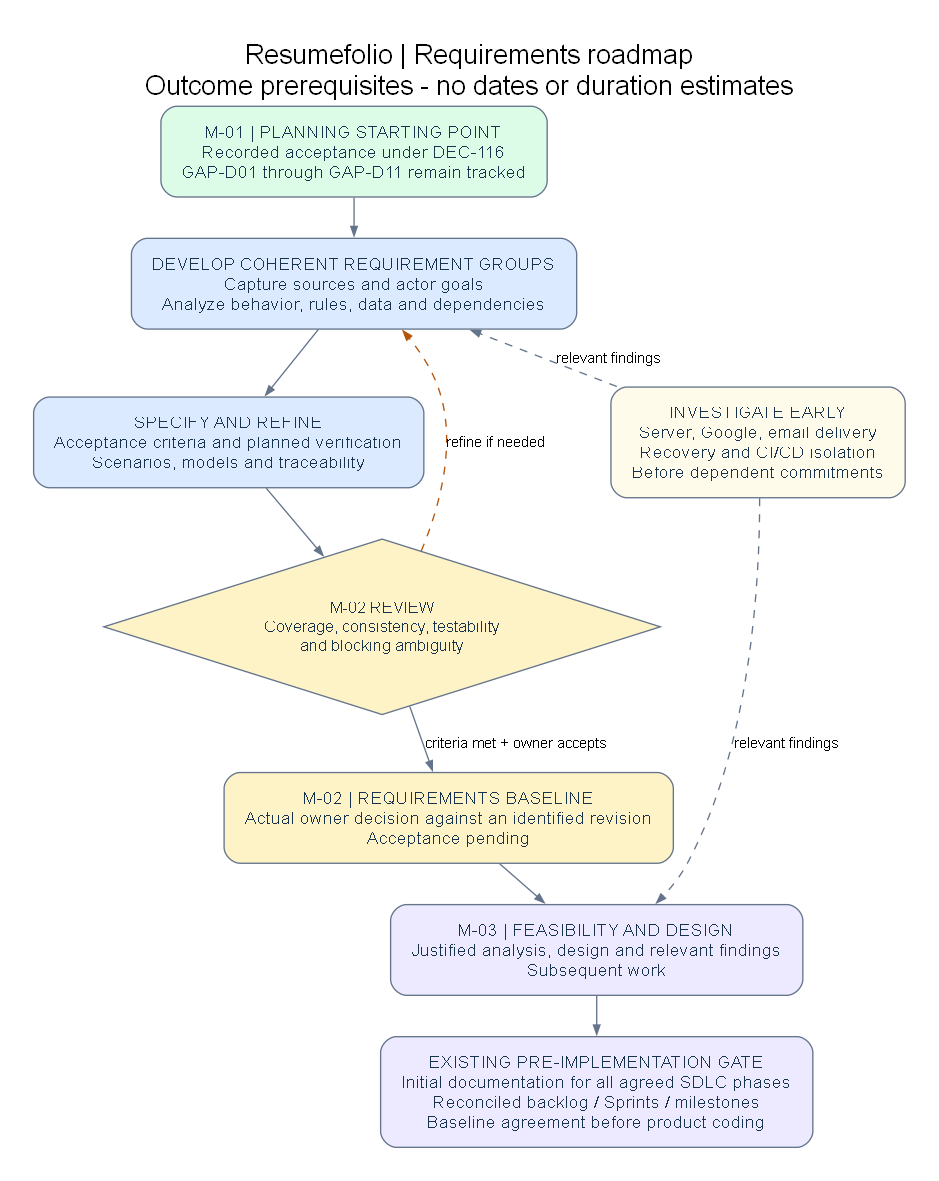 Resumefolio | Requirements roadmap
Outcome prerequisites - no dates or duration estimates
M-01 | PLANNING STARTING POINT
Recorded acceptance under DEC-116
GAP-D01 through GAP-D11 remain tracked
DEVELOP COHERENT REQUIREMENT GROUPS
Capture sources and actor goals
Analyze behavior, rules, data and dependencies
relevant findings
SPECIFY AND REFINE
Acceptance criteria and planned verification
Scenarios, models and traceability
refine if needed
INVESTIGATE EARLY
Server, Google, email delivery
Recovery and CI/CD isolation
Before dependent commitments
M-02 REVIEW
Coverage, consistency, testability
and blocking ambiguity
criteria met + owner accepts
relevant findings
M-02 | REQUIREMENTS BASELINE
Actual owner decision against an identified revision
Acceptance pending
M-03 | FEASIBILITY AND DESIGN
Justified analysis, design and relevant findings
Subsequent work
EXISTING PRE-IMPLEMENTATION GATE
Initial documentation for all agreed SDLC phases
Reconciled backlog / Sprints / milestones
Baseline agreement before product coding